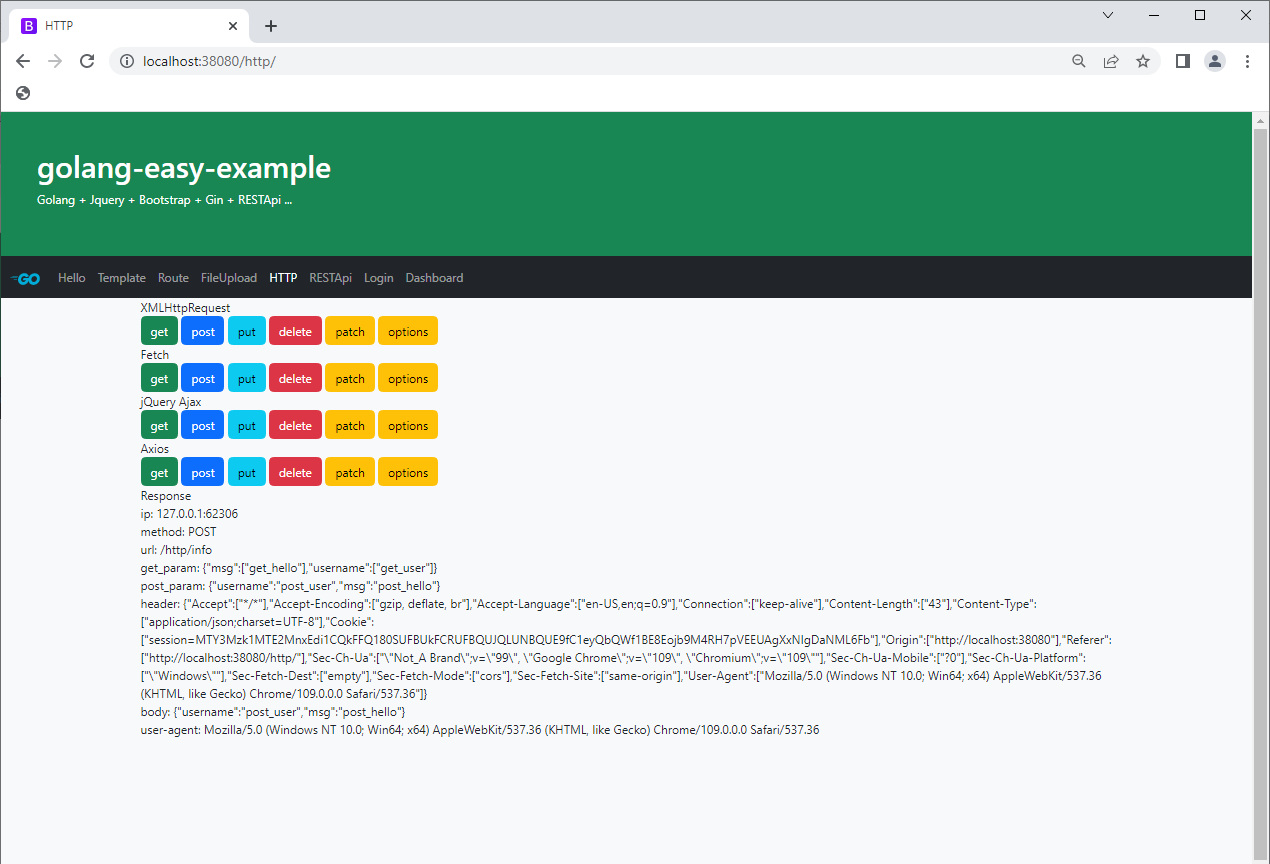 B HTTP
localhost:38080/http/
golang-easy-example
Golang + Jquery + Bootstrap + Gin + RESTApi ...
GO Hello Template Route FileUpload HTTP RESTApi Login Dashboard
XMLHttpRequest
get post put delete patch options
Fetch
get post put delete patch options
jQuery Ajax
get post put delete patch options
Axios
get post put delete patch options
Response
ip: 127.0.0.1:62306
method: POST
url: /http/info
get_param: {"msg":["get_hello"],"username":["get_user"]}
post_param: {"username":"post_user","msg":"post_hello"}
header: {"Accept":["*/*"],"Accept-Encoding":["gzip, deflate, br"],"Accept-Language":["en-US,en;q=0.9"],"Connection":["keep-alive"],"Content-Length":["43"],"Content-Type":
["application/json;charset=UTF-8"],"Cookie":
["session=MTY3Mzk1MTE2MnxEdi1CQkFFQ180SUFBUkFCRUFBQUJQLUNBQUE9fC1eyQbQWf1BE8Eojb9M4RH7pVEEUAgXxNIgDaNML6Fb"],"Origin":["http://localhost:38080"],"Referer":
["http://localhost:38080/http/"],"Sec-Ch-Ua":["\"Not_A Brand\";v=\"99\", \"Google Chrome\";v=\"109\", \"Chromium\";v=\"109\""],"Sec-Ch-Ua-Mobile":["?0"],"Sec-Ch-Ua-Platform":
["\"Windows\""],"Sec-Fetch-Dest":["empty"],"Sec-Fetch-Mode":["cors"],"Sec-Fetch-Site":["same-origin"],"User-Agent":["Mozilla/5.0 (Windows NT 10.0; Win64; x64) AppleWebKit/537.36
(KHTML, like Gecko) Chrome/109.0.0.0 Safari/537.36"]}
body: {"username":"post_user","msg":"post_hello"}
user-agent: Mozilla/5.0 (Windows NT 10.0; Win64; x64) AppleWebKit/537.36 (KHTML, like Gecko) Chrome/109.0.0.0 Safari/537.36